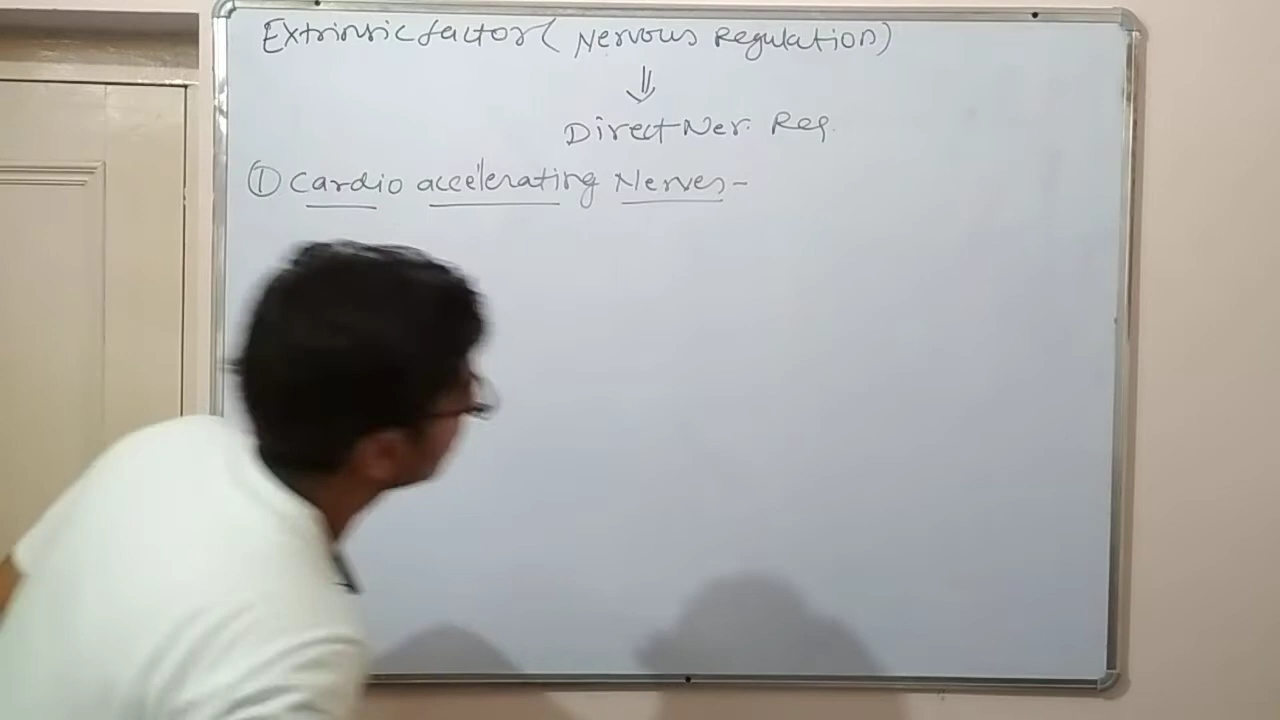 Extrinsic factor ( Nervous Regulation)
⇓
Direct Ner. Reg.
① Cardio accelerating Nerves -